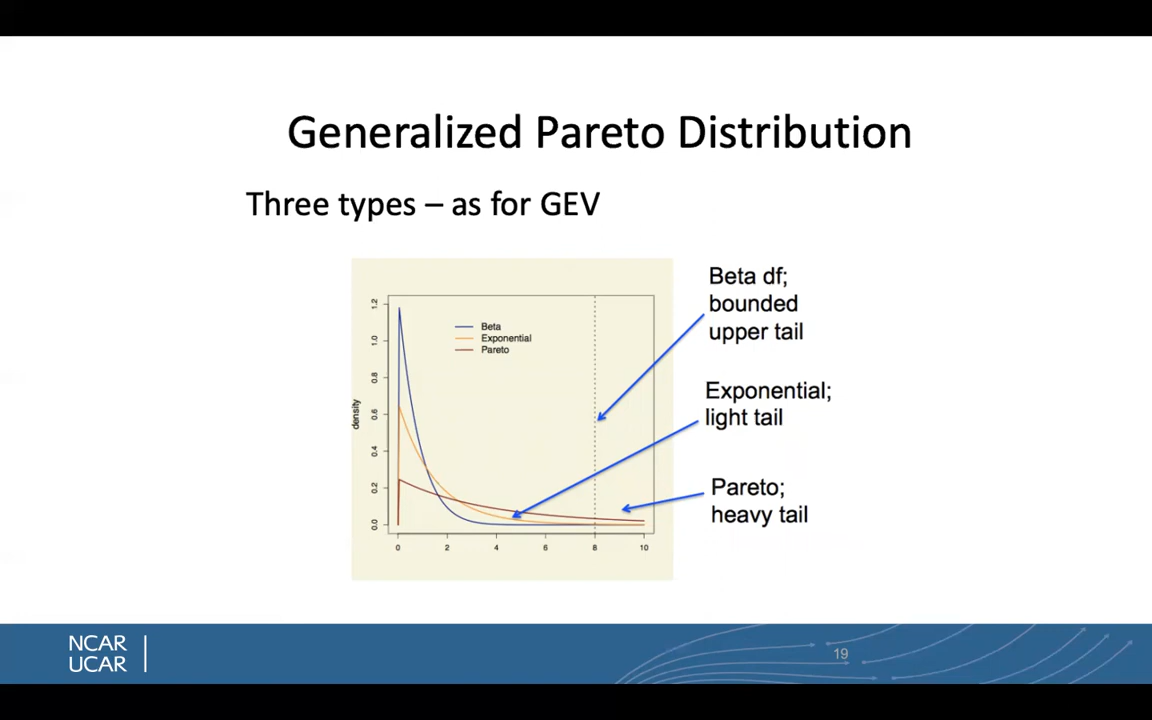 Generalized Pareto Distribution
Three types – as for GEV
Beta df;
bounded
upper tail
Exponential;
light tail
Pareto;
heavy tail
Beta
Exponential
Pareto
density
1.2
1.0
0.8
0.6
0.4
0.2
0.0
0 2 4 6 8 10
NCAR
UCAR
19